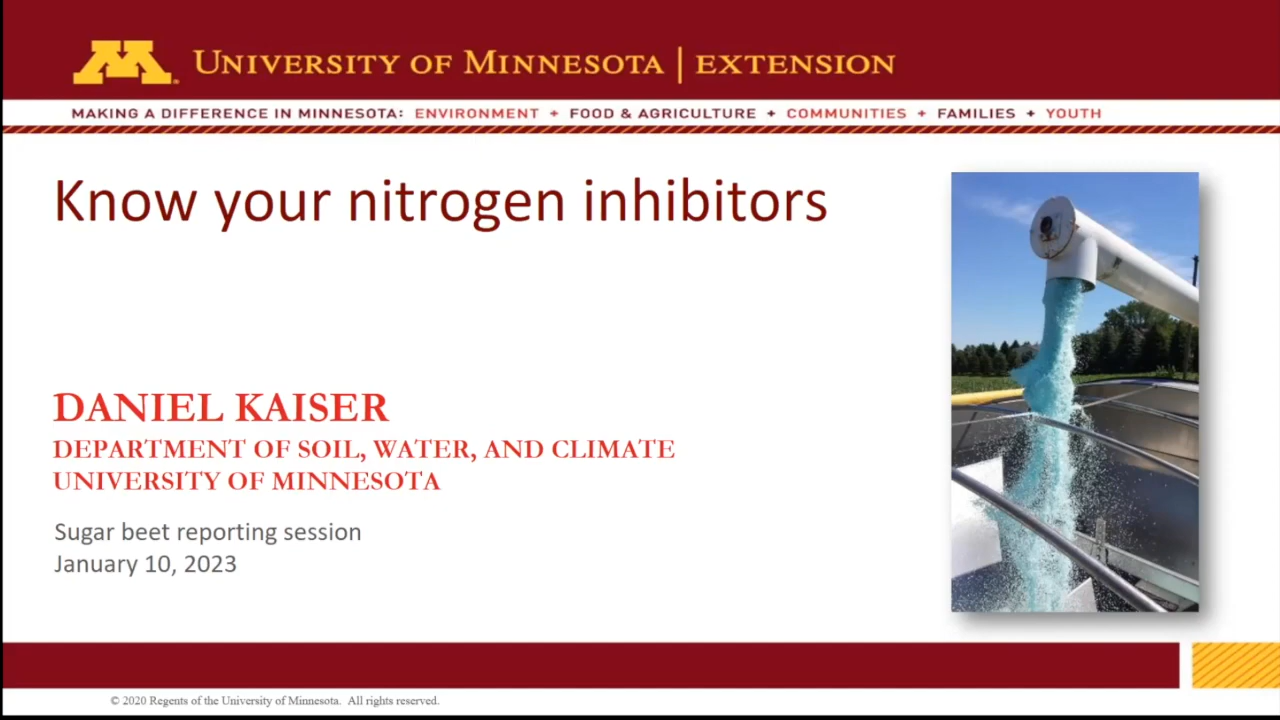 UNIVERSITY OF MINNESOTA | EXTENSION
MAKING A DIFFERENCE IN MINNESOTA: ENVIRONMENT + FOOD & AGRICULTURE + COMMUNITIES + FAMILIES + YOUTH
Know your nitrogen inhibitors
DANIEL KAISER
DEPARTMENT OF SOIL, WATER, AND CLIMATE
UNIVERSITY OF MINNESOTA
Sugar beet reporting session
January 10, 2023
© 2020 Regents of the University of Minnesota. All rights reserved.